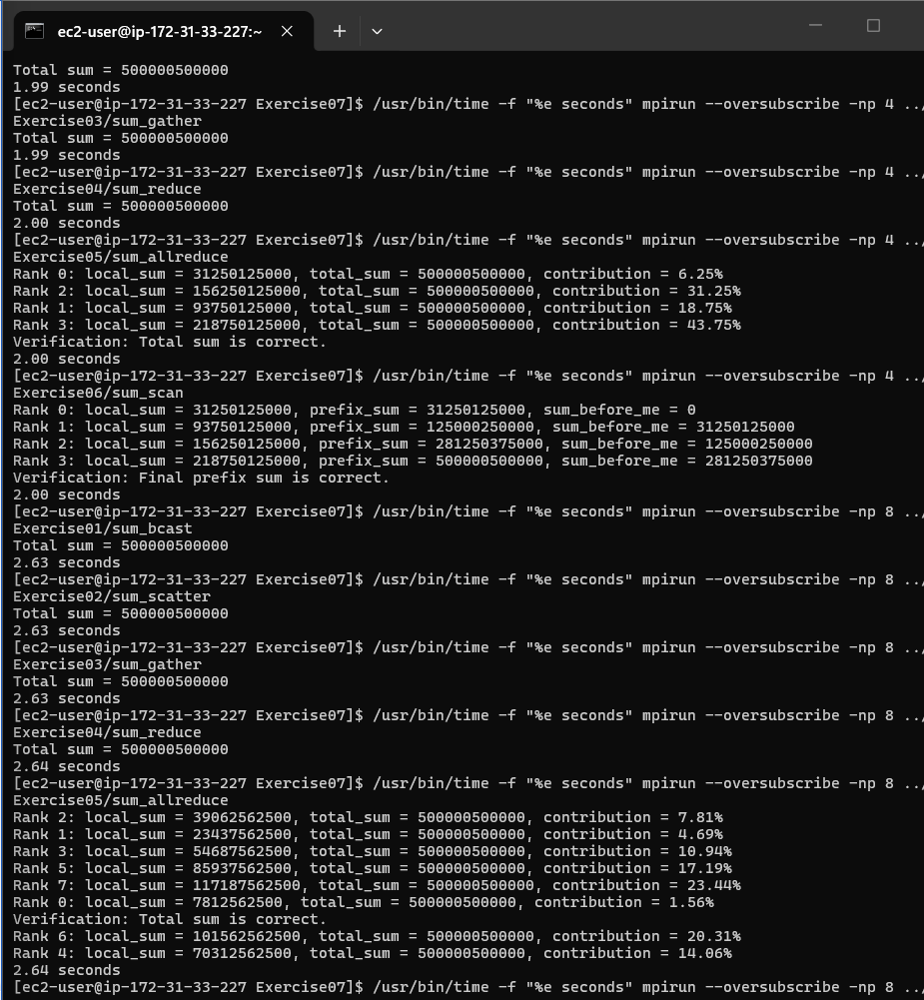 ec2-user@ip-172-31-33-227:~
Total sum = 500000500000
1.99 seconds
[ec2-user@ip-172-31-33-227 Exercise07]$ /usr/bin/time -f "%e seconds" mpirun --oversubscribe -np 4 ../
Exercise03/sum_gather
Total sum = 500000500000
1.99 seconds
[ec2-user@ip-172-31-33-227 Exercise07]$ /usr/bin/time -f "%e seconds" mpirun --oversubscribe -np 4 ../
Exercise04/sum_reduce
Total sum = 500000500000
2.00 seconds
[ec2-user@ip-172-31-33-227 Exercise07]$ /usr/bin/time -f "%e seconds" mpirun --oversubscribe -np 4 ../
Exercise05/sum_allreduce
Rank 0: local_sum = 31250125000, total_sum = 500000500000, contribution = 6.25%
Rank 2: local_sum = 156250125000, total_sum = 500000500000, contribution = 31.25%
Rank 1: local_sum = 93750125000, total_sum = 500000500000, contribution = 18.75%
Rank 3: local_sum = 218750125000, total_sum = 500000500000, contribution = 43.75%
Verification: Total sum is correct.
2.00 seconds
[ec2-user@ip-172-31-33-227 Exercise07]$ /usr/bin/time -f "%e seconds" mpirun --oversubscribe -np 4 ../
Exercise06/sum_scan
Rank 0: local_sum = 31250125000, prefix_sum = 31250125000, sum_before_me = 0
Rank 1: local_sum = 93750125000, prefix_sum = 125000250000, sum_before_me = 31250125000
Rank 2: local_sum = 156250125000, prefix_sum = 281250375000, sum_before_me = 125000250000
Rank 3: local_sum = 218750125000, prefix_sum = 500000500000, sum_before_me = 281250375000
Verification: Final prefix sum is correct.
2.00 seconds
[ec2-user@ip-172-31-33-227 Exercise07]$ /usr/bin/time -f "%e seconds" mpirun --oversubscribe -np 8 ../
Exercise01/sum_bcast
Total sum = 500000500000
2.63 seconds
[ec2-user@ip-172-31-33-227 Exercise07]$ /usr/bin/time -f "%e seconds" mpirun --oversubscribe -np 8 ../
Exercise02/sum_scatter
Total sum = 500000500000
2.63 seconds
[ec2-user@ip-172-31-33-227 Exercise07]$ /usr/bin/time -f "%e seconds" mpirun --oversubscribe -np 8 ../
Exercise03/sum_gather
Total sum = 500000500000
2.63 seconds
[ec2-user@ip-172-31-33-227 Exercise07]$ /usr/bin/time -f "%e seconds" mpirun --oversubscribe -np 8 ../
Exercise04/sum_reduce
Total sum = 500000500000
2.64 seconds
[ec2-user@ip-172-31-33-227 Exercise07]$ /usr/bin/time -f "%e seconds" mpirun --oversubscribe -np 8 ../
Exercise05/sum_allreduce
Rank 2: local_sum = 39062562500, total_sum = 500000500000, contribution = 7.81%
Rank 1: local_sum = 23437562500, total_sum = 500000500000, contribution = 4.69%
Rank 3: local_sum = 54687562500, total_sum = 500000500000, contribution = 10.94%
Rank 5: local_sum = 85937562500, total_sum = 500000500000, contribution = 17.19%
Rank 7: local_sum = 117187562500, total_sum = 500000500000, contribution = 23.44%
Rank 0: local_sum = 7812562500, total_sum = 500000500000, contribution = 1.56%
Verification: Total sum is correct.
Rank 6: local_sum = 101562562500, total_sum = 500000500000, contribution = 20.31%
Rank 4: local_sum = 70312562500, total_sum = 500000500000, contribution = 14.06%
2.64 seconds
[ec2-user@ip-172-31-33-227 Exercise07]$ /usr/bin/time -f "%e seconds" mpirun --oversubscribe -np 8 ../